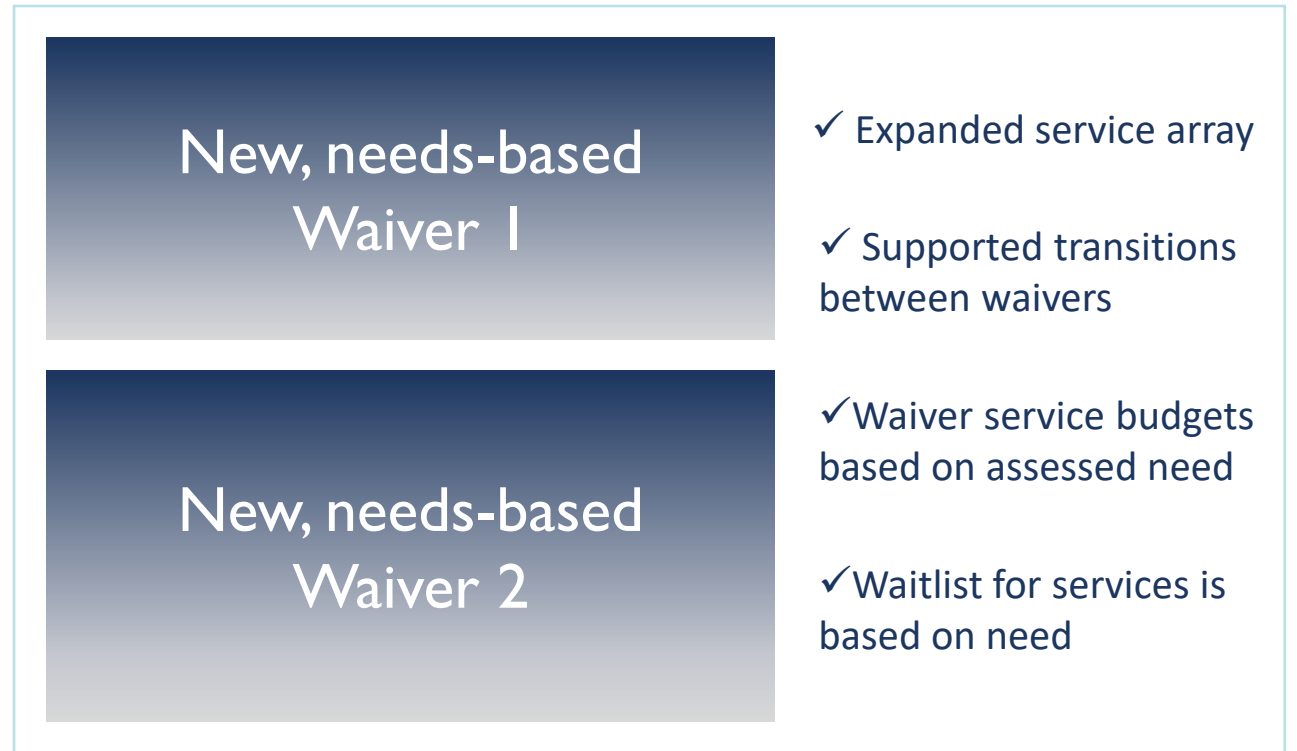 New, needs-based
Waiver 1
New, needs-based
Waiver 2
✓ Expanded service array
✓ Supported transitions
between waivers
✓Waiver service budgets
based on assessed need
✓Waitlist for services is
based on need